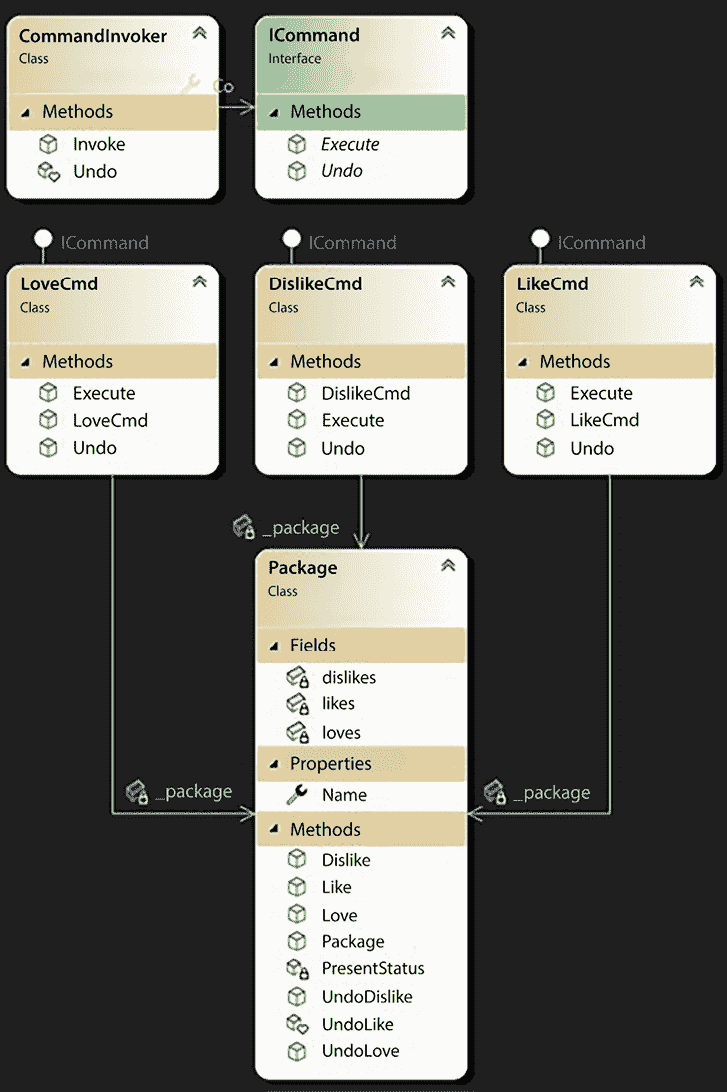 CommandInvoker
Class
Methods
Invoke
Undo
Co
ICommand
Interface
Methods
Execute
Undo
ICommand
LoveCmd
Class
Methods
Execute
LoveCmd
Undo
ICommand
DislikeCmd
Class
Methods
DislikeCmd
Execute
Undo
ICommand
LikeCmd
Class
Methods
Execute
LikeCmd
Undo
_package
Package
Class
Fields
dislikes
likes
loves
Properties
Name
Methods
Dislike
Like
Love
Package
PresentStatus
UndoDislike
UndoLike
UndoLove
_package
_package